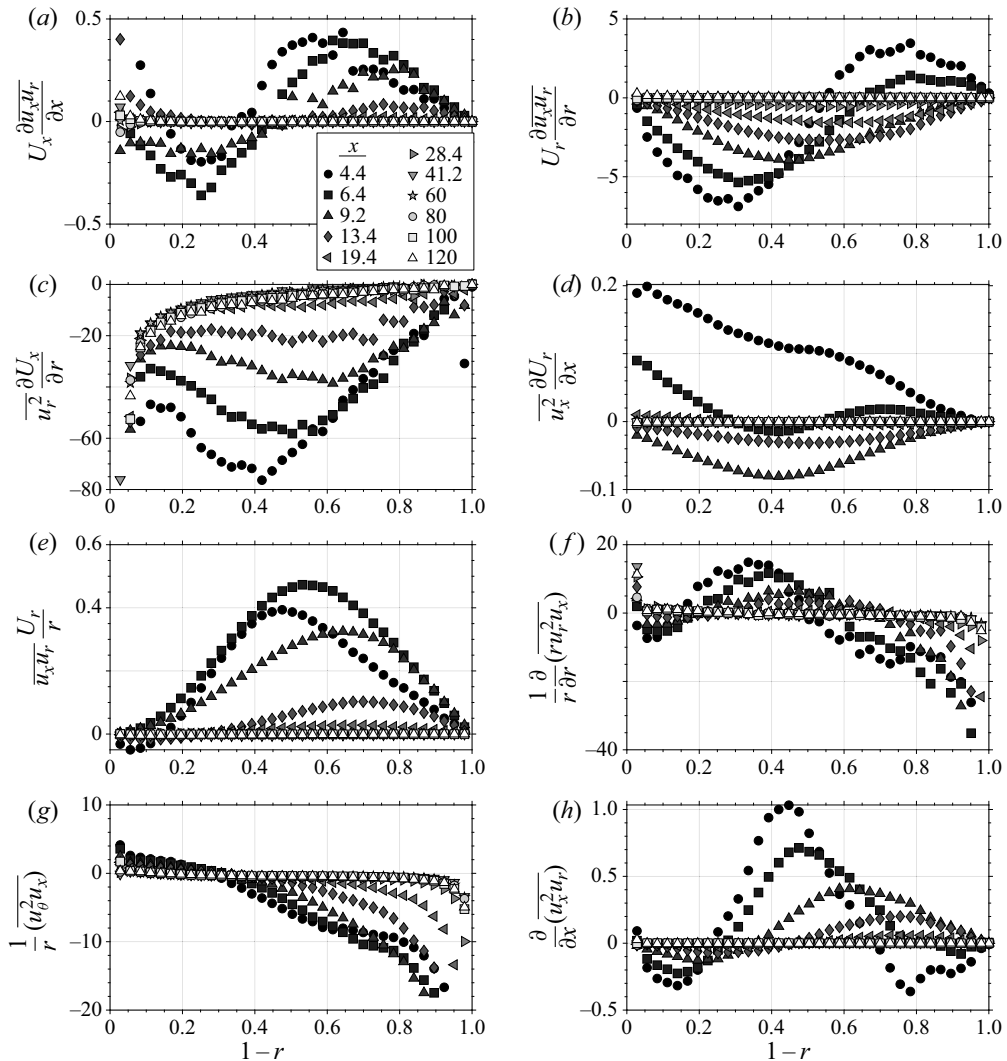 (a)
0.5
0
−0.5
0 0.2 0.4 0.6 0.8 1.0
U_x ∂\overline{u_x u_r}/∂x
x
4.4
6.4
9.2
13.4
19.4
28.4
41.2
60
80
100
120
(b)
5
0
−5
0 0.2 0.4 0.6 0.8 1.0
U_r ∂\overline{u_x u_r}/∂r
(c)
0
−20
−40
−60
−80
0 0.2 0.4 0.6 0.8 1.0
\overline{u_r^2} ∂U_x/∂r
(d)
0.2
0
−0.1
0 0.2 0.4 0.6 0.8 1.0
\overline{u_x^2} ∂U_r/∂x
(e)
0.6
0.4
0.2
0
0 0.2 0.4 0.6 0.8 1.0
\overline{u_x u_r} U_r/r
(f)
20
0
−20
−40
0 0.2 0.4 0.6 0.8 1.0
1/r ∂/∂r (\overline{r u_r^2 u_x})
(g)
10
0
−10
−20
0 0.2 0.4 0.6 0.8 1.0
1/r (\overline{u_θ^2 u_x})
1 − r
(h)
1.0
0.5
0
−0.5
0 0.2 0.4 0.6 0.8 1.0
∂/∂x (\overline{u_x^2 u_r})
1 − r